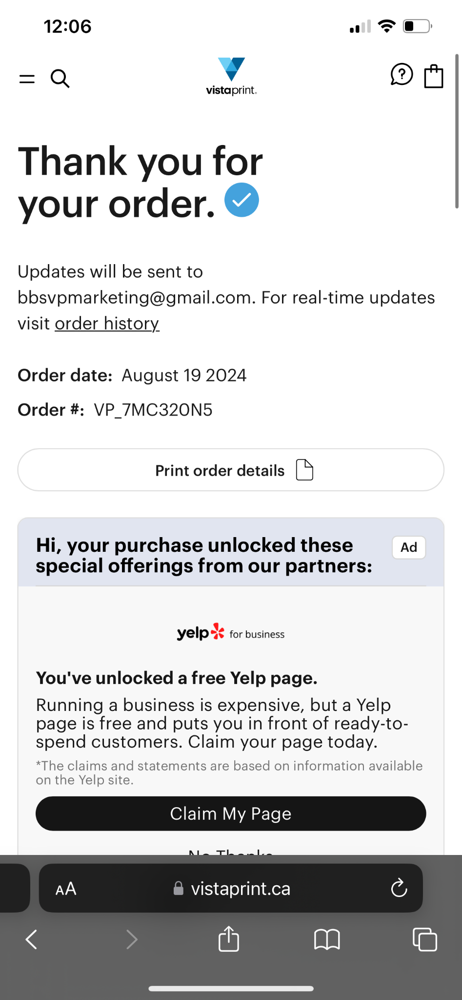 12:06
vistaprint.
Thank you for
your order.
Updates will be sent to
bbsvpmarketing@gmail.com. For real-time updates
visit order history
Order date: August 19 2024
Order #: VP_7MC320N5
Print order details
Hi, your purchase unlocked these
special offerings from our partners:
Ad
yelp for business
You've unlocked a free Yelp page.
Running a business is expensive, but a Yelp
page is free and puts you in front of ready-to-
spend customers. Claim your page today.
*The claims and statements are based on information available
on the Yelp site.
Claim My Page
No Thanks
AA
vistaprint.ca